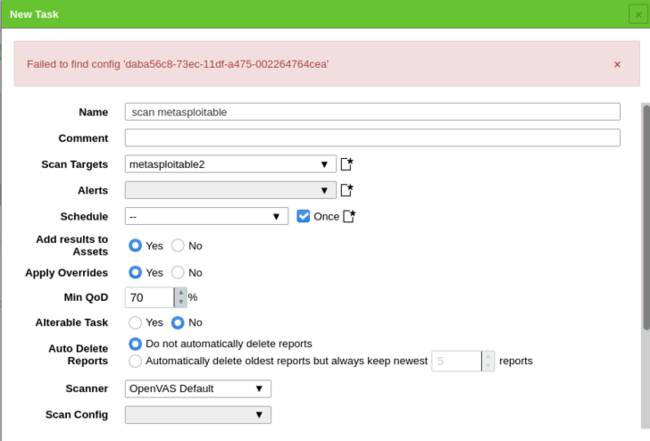 New Task
×
Failed to find config 'daba56c8-73ec-11df-a475-002264764cea'
×
Name scan metasploitable
Comment
Scan Targets metasploitable2 ▼
Alerts ▼
Schedule -- ▼ Once
Add results to
Assets
Yes No
Apply Overrides Yes No
Min QoD 70 %
Alterable Task Yes No
Auto Delete
Reports
Do not automatically delete reports
Automatically delete oldest reports but always keep newest 5 reports
Scanner OpenVAS Default ▼
Scan Config ▼